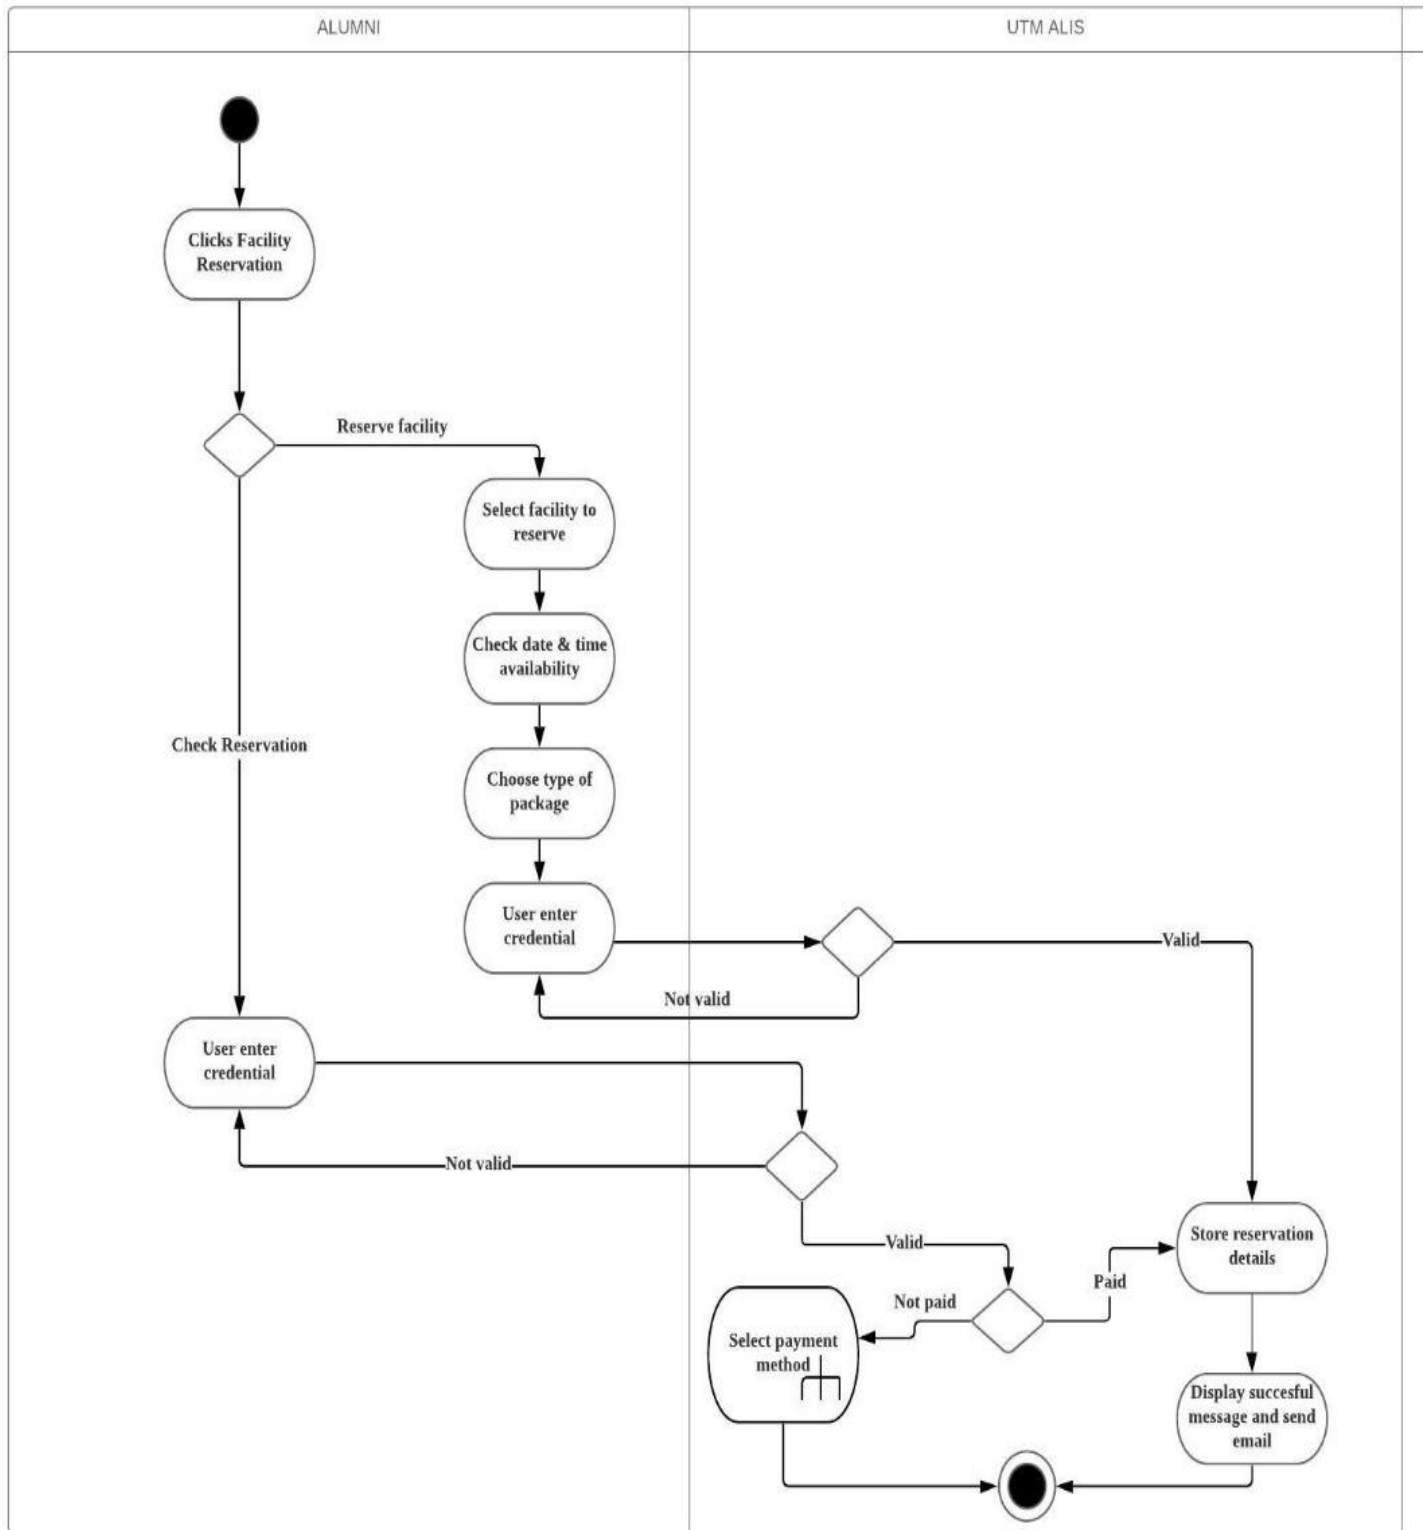 ALUMNI
UTM ALIS
Clicks Facility
Reservation
Reserve facility
Select facility to
reserve
Check date & time
availability
Check Reservation
Choose type of
package
User enter
credential
Valid
Not valid
User enter
credential
Not valid
Valid
Store reservation
details
Paid
Not paid
Select payment
method
Display succesful
message and send
email